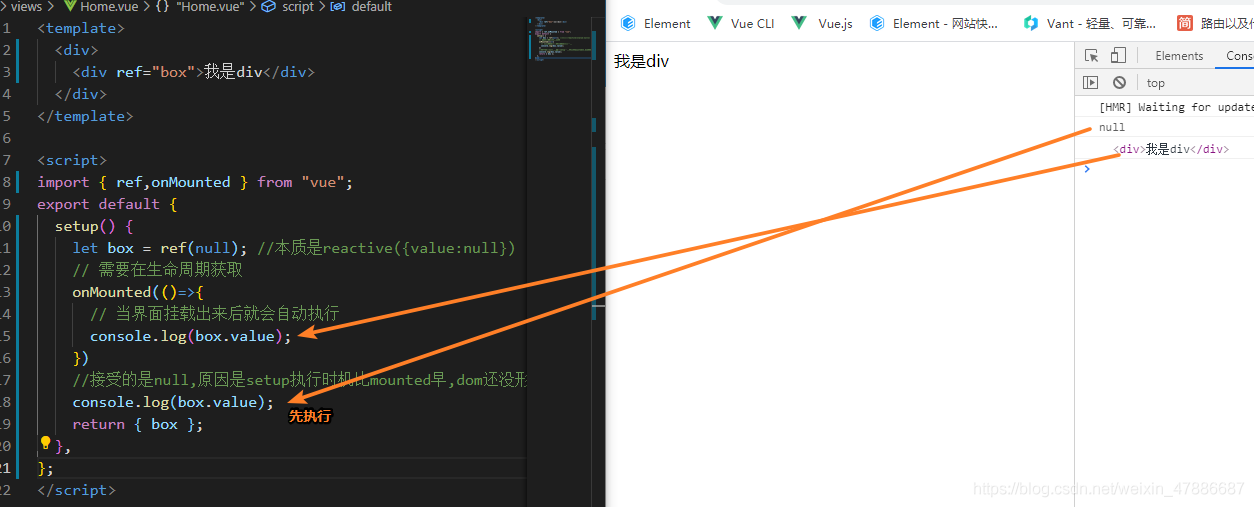 views > Home.vue > {} "Home.vue" > script > default
1 <template>
2 <div>
3 <div ref="box">我是div</div>
4 </div>
5 </template>
6
7 <script>
8 import { ref,onMounted } from "vue";
9 export default {
10 setup() {
11 let box = ref(null); //本质是reactive({value:null})
12 // 需要在生命周期获取
13 onMounted(()=>{
14 // 当界面挂载出来后就会自动执行
15 console.log(box.value);
16 })
17 //接受的是null,原因是setup执行时机比mounted早,dom还没形
18 console.log(box.value);
先执行
19 return { box };
20 },
21 };
22 </script>
Element Vue CLI Vue.js Element - 网站快... Vant - 轻量、可靠... 简 路由以及什
我是div
Elements Conso
top
[HMR] Waiting for update
null
<div>我是div</div>
https://blog.csdn.net/weixin_47886687